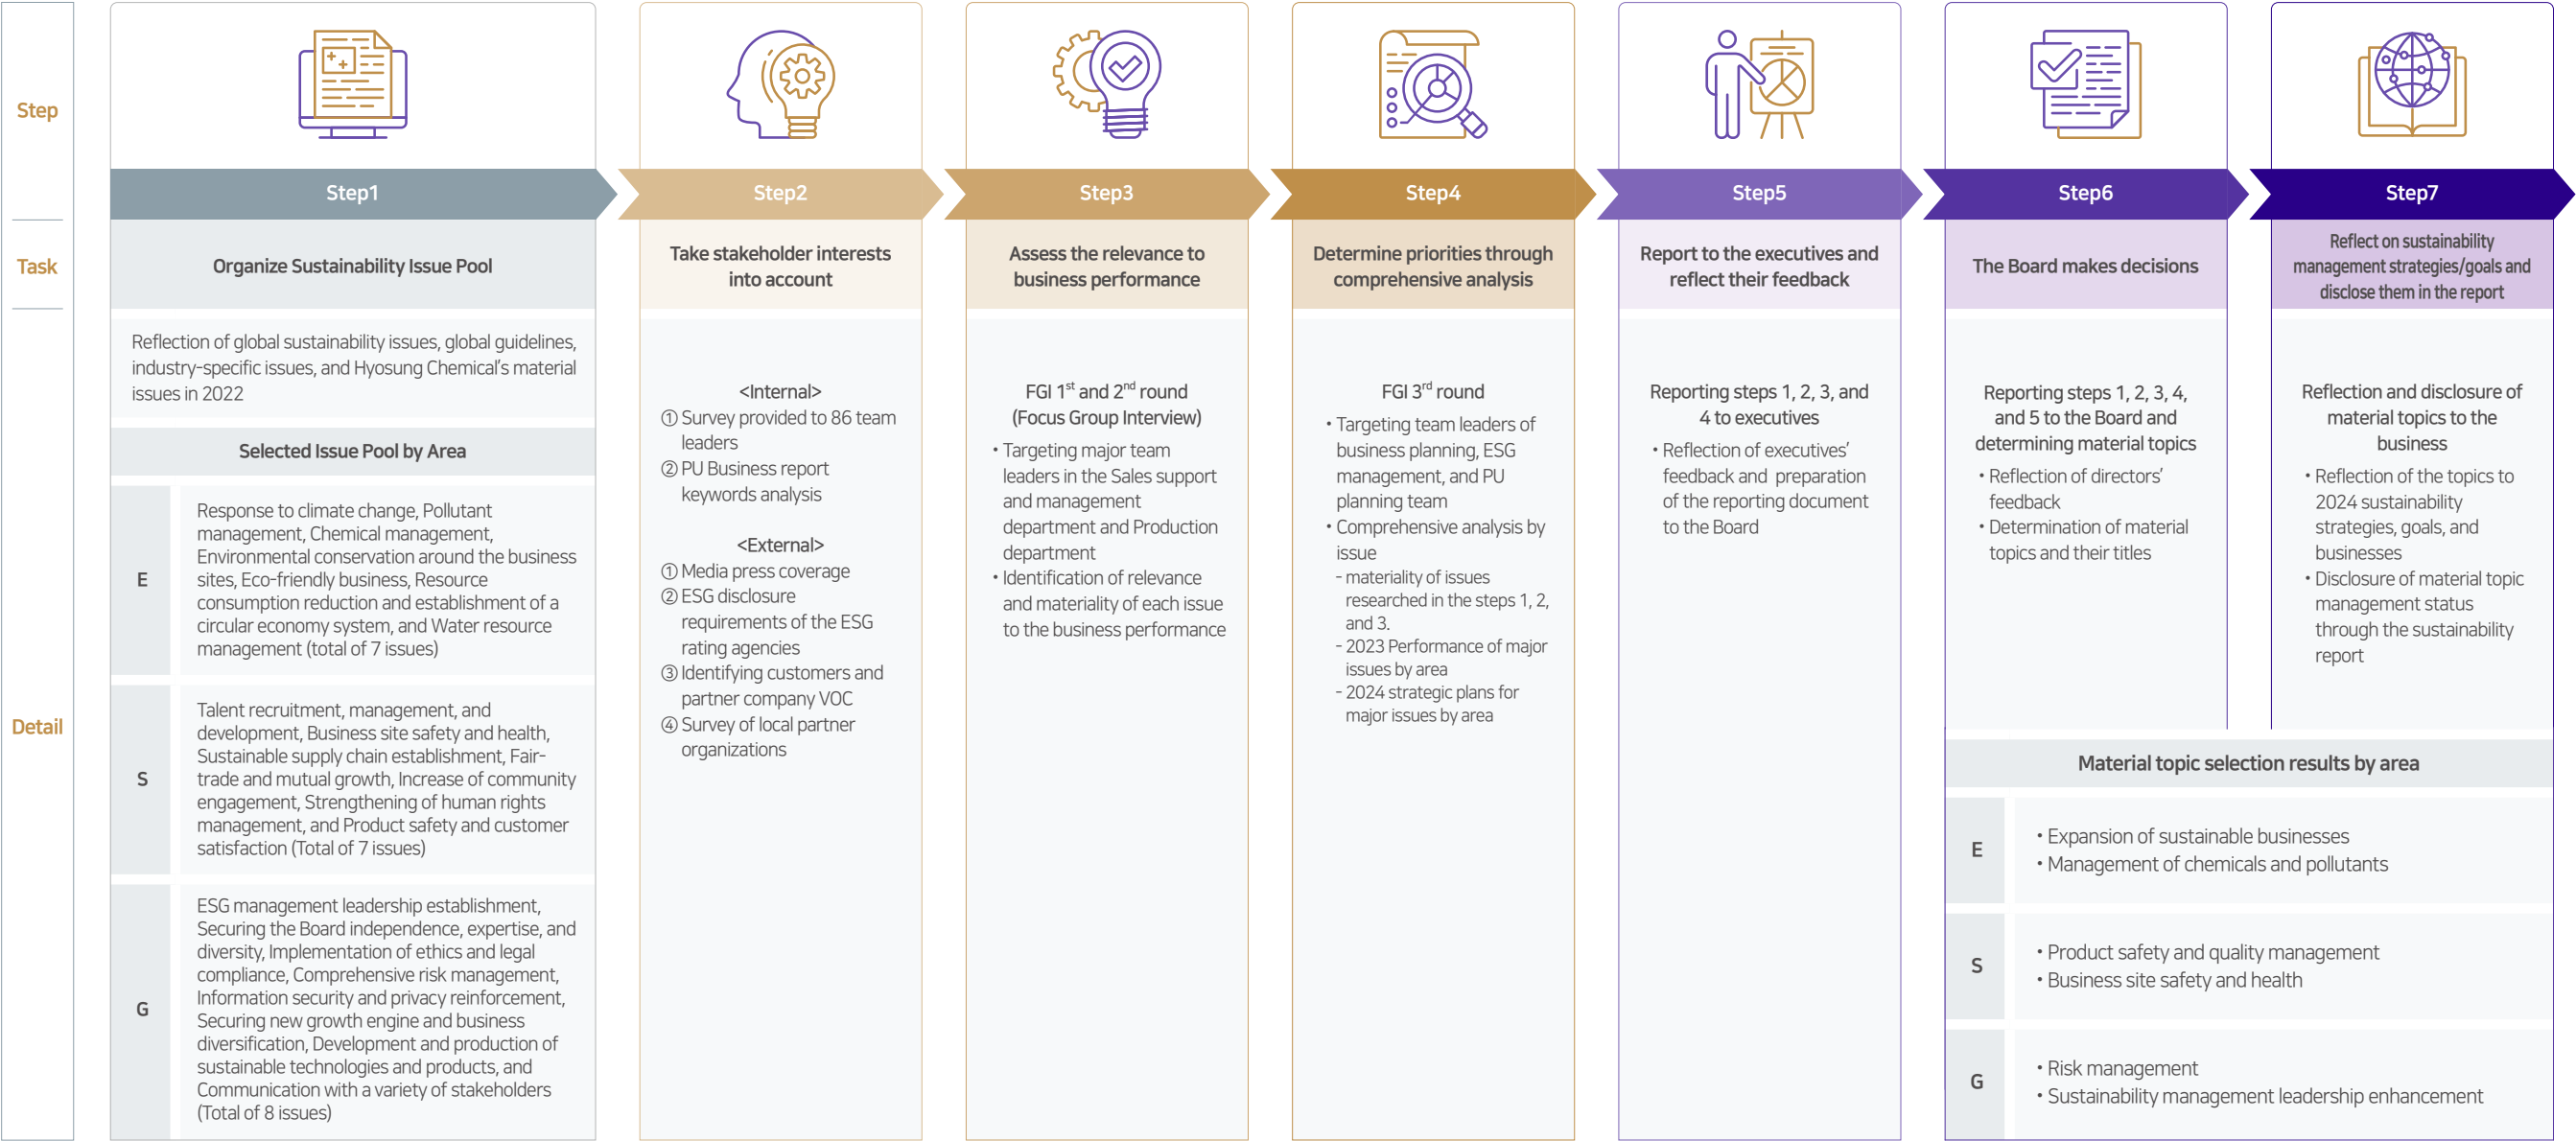 Step
Task
Detail
Step1
Organize Sustainability Issue Pool
Reflection of global sustainability issues, global guidelines,
industry-specific issues, and Hyosung Chemical's material
issues in 2022
Selected Issue Pool by Area
E
Response to climate change, Pollutant
management, Chemical management,
Environmental conservation around the business
sites, Eco-friendly business, Resource
consumption reduction and establishment of a
circular economy system, and Water resource
management (total of 7 issues)
S
Talent recruitment, management, and
development, Business site safety and health,
Sustainable supply chain establishment, Fair-
trade and mutual growth, Increase of community
engagement, Strengthening of human rights
management, and Product safety and customer
satisfaction (Total of 7 issues)
G
ESG management leadership establishment,
Securing the Board independence, expertise, and
diversity, Implementation of ethics and legal
compliance, Comprehensive risk management,
Information security and privacy reinforcement,
Securing new growth engine and business
diversification, Development and production of
sustainable technologies and products, and
Communication with a variety of stakeholders
(Total of 8 issues)
Step2
Take stakeholder interests
into account
<Internal>
① Survey provided to 86 team
leaders
② PU Business report
keywords analysis
<External>
① Media press coverage
② ESG disclosure
requirements of the ESG
rating agencies
③ Identifying customers and
partner company VOC
④ Survey of local partner
organizations
Step3
Assess the relevance to
business performance
FGI 1st and 2nd round
(Focus Group Interview)
• Targeting major team
leaders in the Sales support
and management
department and Production
department
• Identification of relevance
and materiality of each issue
to the business performance
Step4
Determine priorities through
comprehensive analysis
FGI 3rd round
• Targeting team leaders of
business planning, ESG
management, and PU
planning team
• Comprehensive analysis by
issue
- materiality of issues
researched in the steps 1, 2,
and 3.
- 2023 Performance of major
issues by area
- 2024 strategic plans for
major issues by area
Step5
Report to the executives and
reflect their feedback
Reporting steps 1, 2, 3, and
4 to executives
• Reflection of executives'
feedback and preparation
of the reporting document
to the Board
Step6
The Board makes decisions
Reporting steps 1, 2, 3, 4,
and 5 to the Board and
determining material topics
• Reflection of directors'
feedback
• Determination of material
topics and their titles
Step7
Reflect on sustainability
management strategies/goals and
disclose them in the report
Reflection and disclosure of
material topics to the
business
• Reflection of the topics to
2024 sustainability
strategies, goals, and
businesses
• Disclosure of material topic
management status
through the sustainability
report
Material topic selection results by area
E
• Expansion of sustainable businesses
• Management of chemicals and pollutants
S
• Product safety and quality management
• Business site safety and health
G
• Risk management
• Sustainability management leadership enhancement